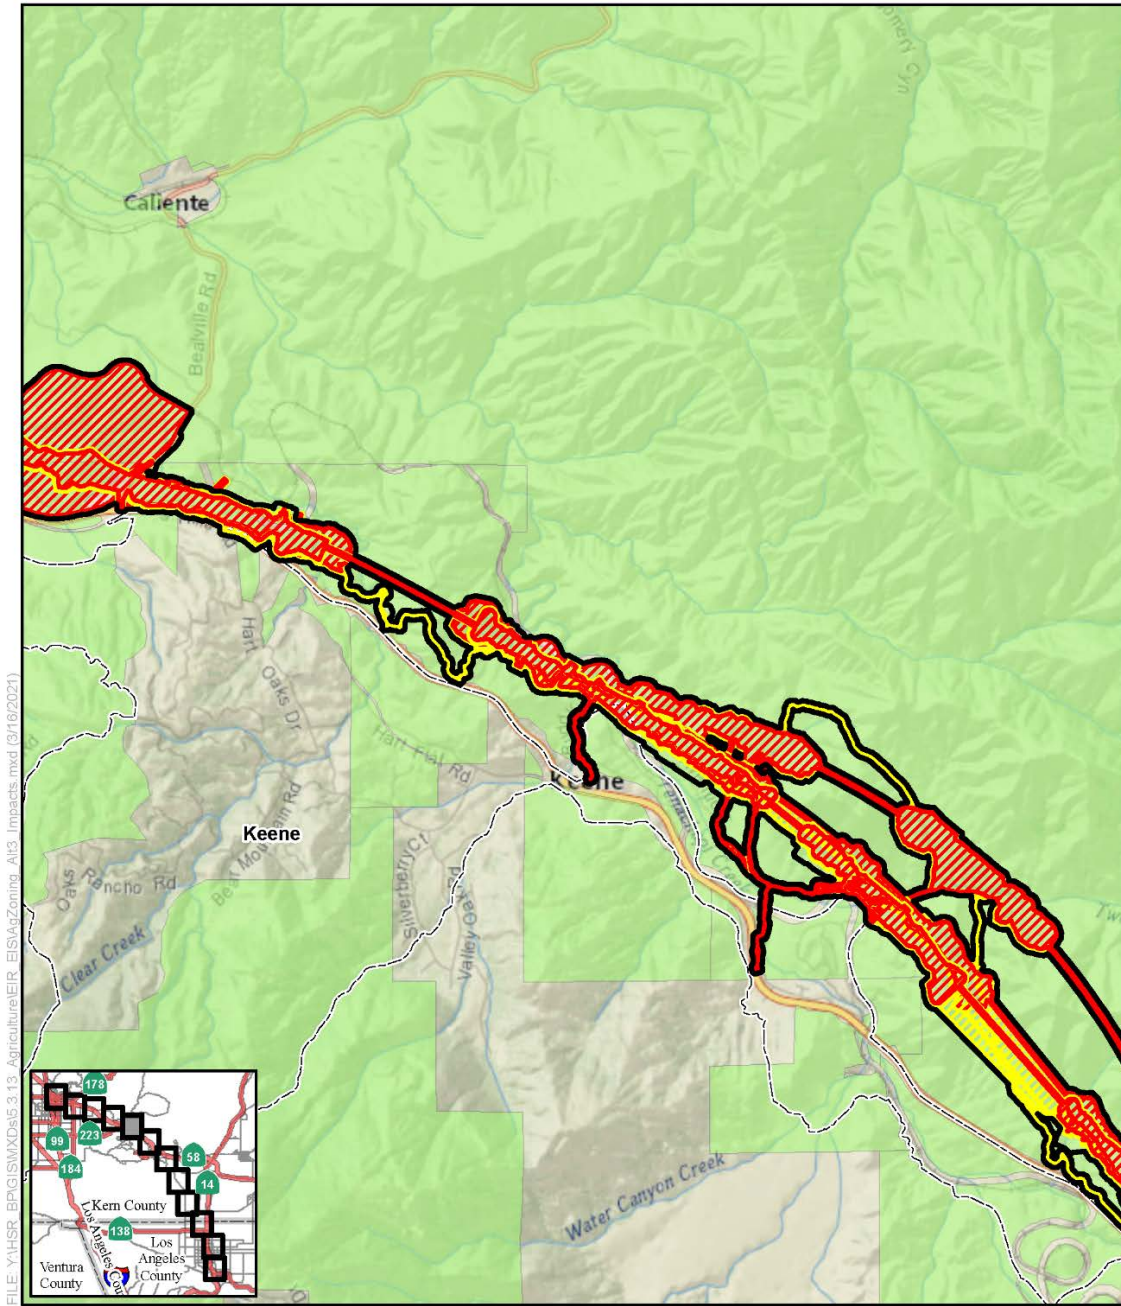 Caliente
Bealville Rd
Hart
Oaks Dr
Hart Flat Rd
Keene
Keene
Bear Mountain Rd
Oaks
Rancho Rd
Clear Creek
Silverberry Ct
Valley Oak Rd
Water Canyon Creek
178
99
223
184
58
14
Kern County
138
Los Angeles Cou
Los
Angeles
County
Ventura
County
FILE: Y:\HSR_BP\GIS\MXDs\5.3.13_Agriculture\EIR_EIS\AgZoning_Alt3_Impacts.mxd (3/16/2021)